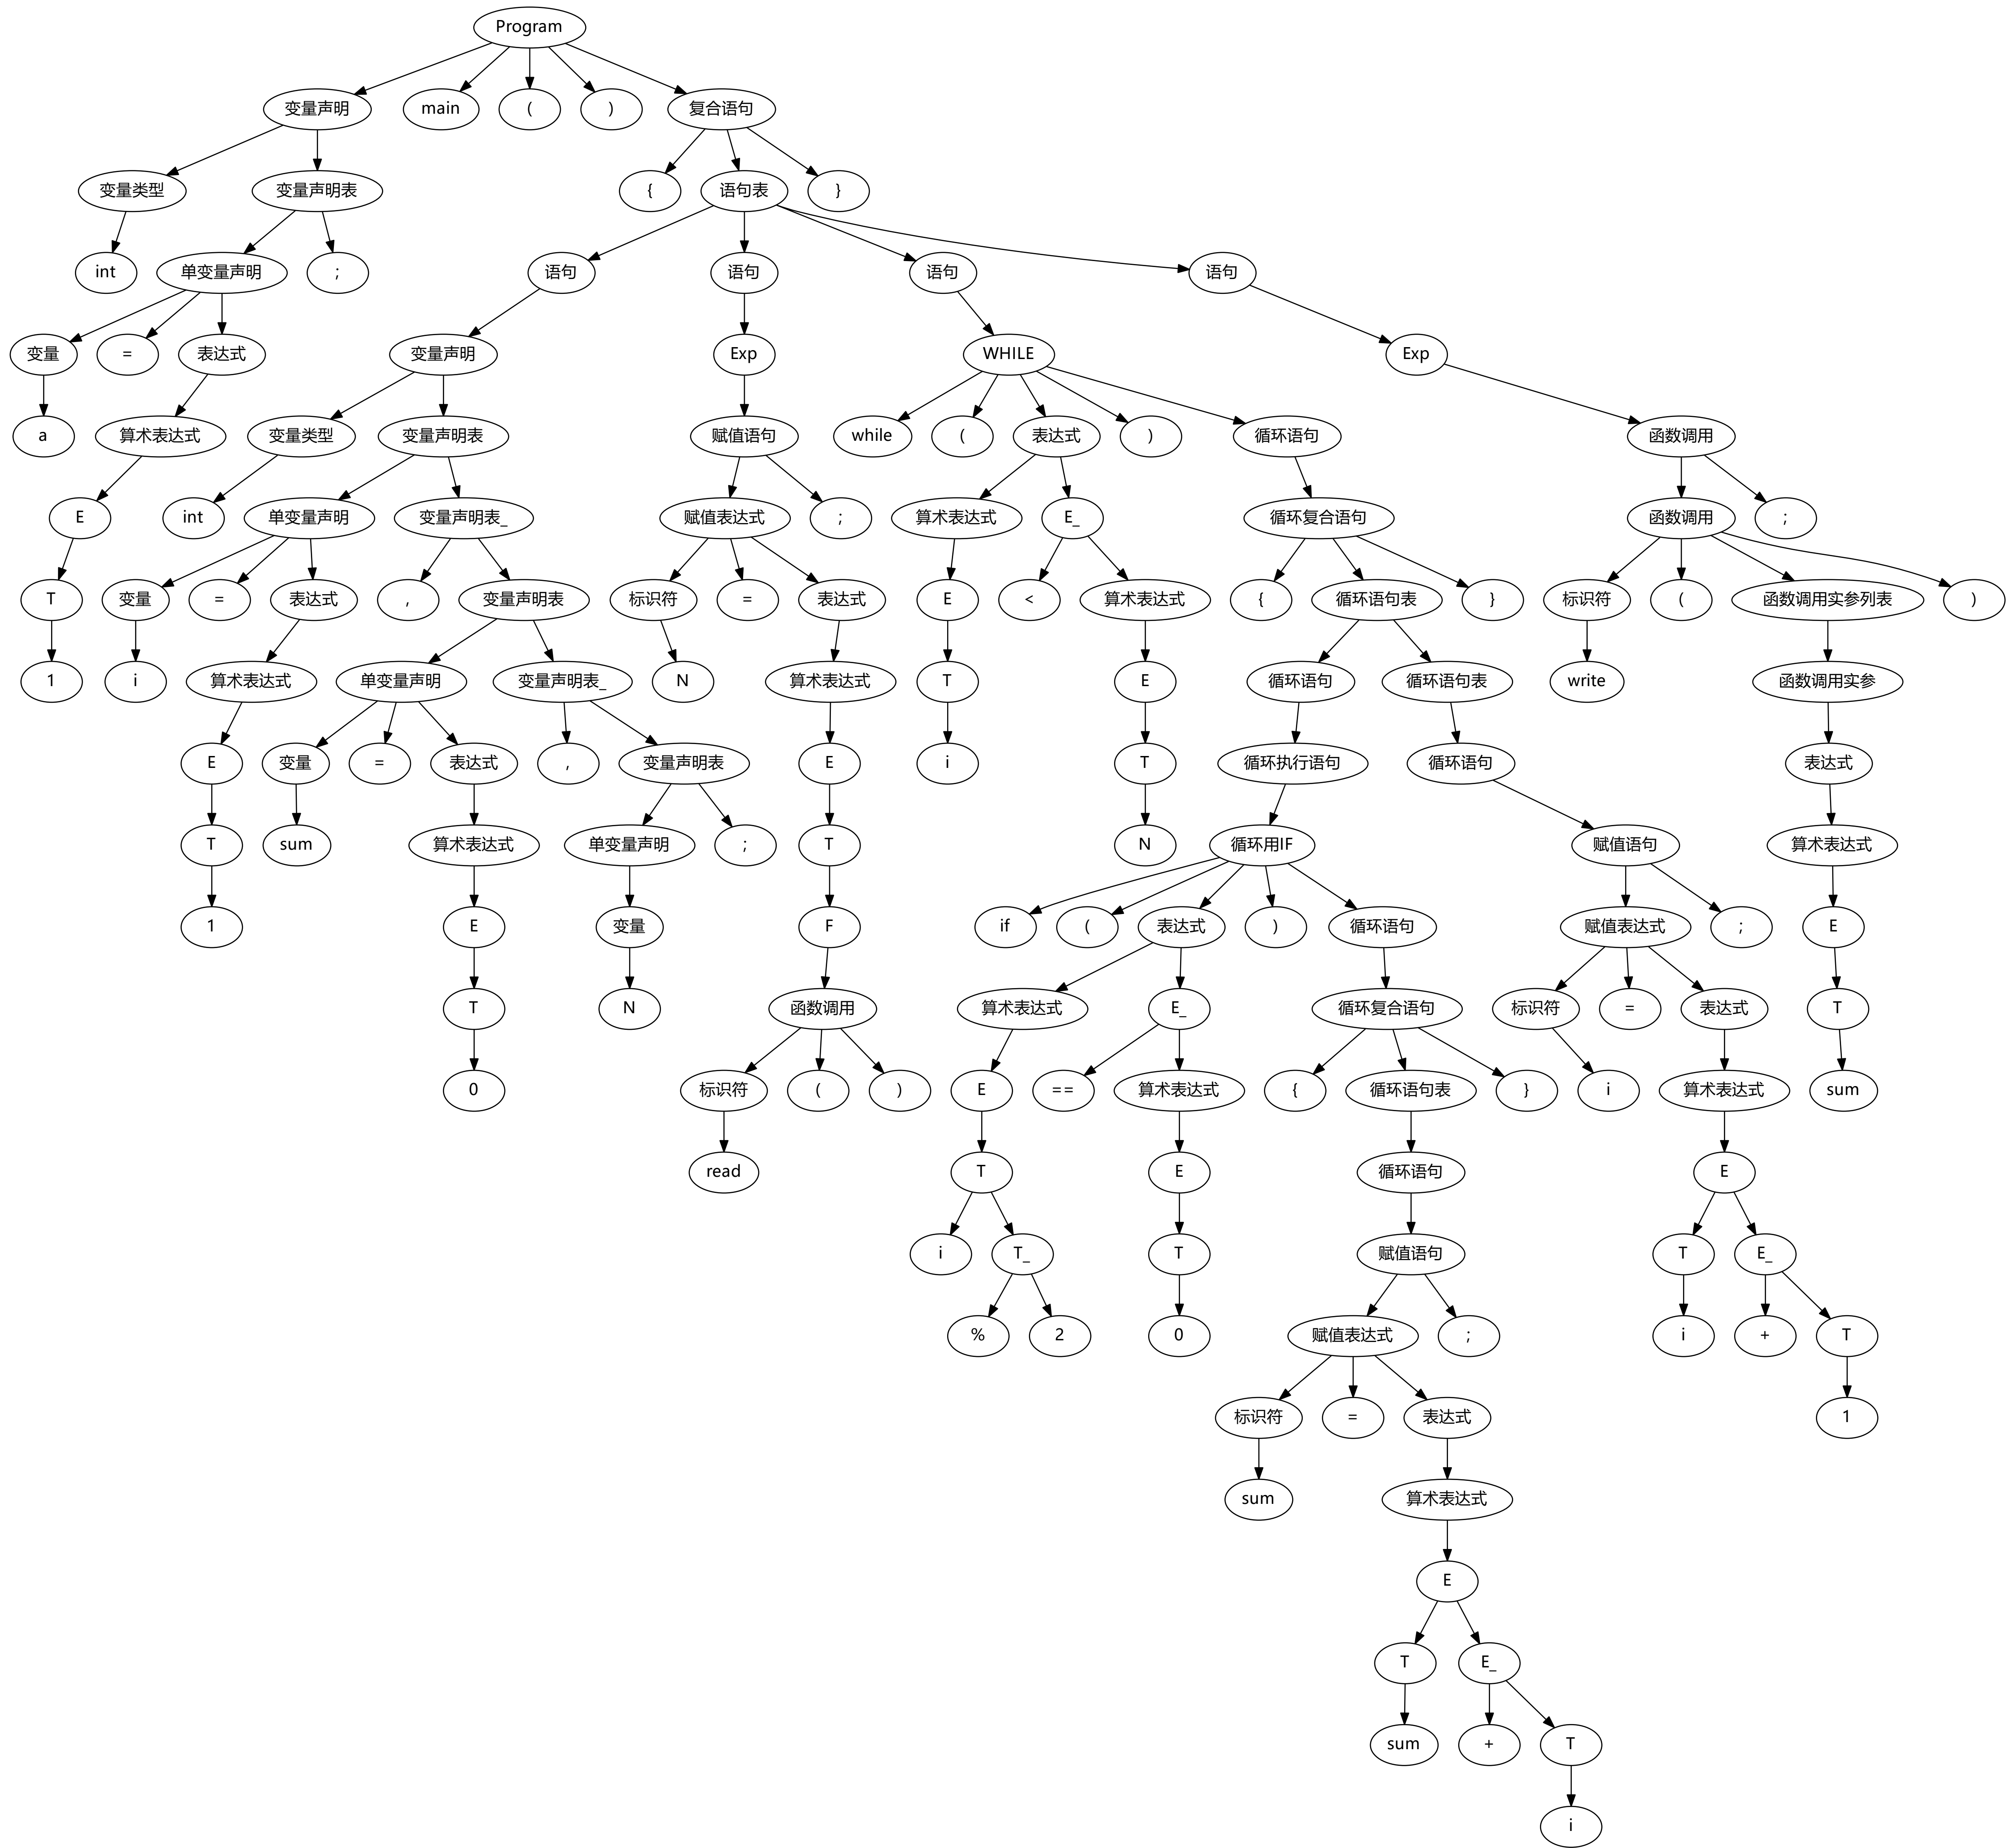 Program
变量声明 main ( ) 复合语句
变量类型 变量声明表 { 语句表 }
int 单变量声明 ; 语句 语句 语句 语句
变量 = 表达式 变量声明 Exp WHILE Exp
a 算术表达式 变量类型 变量声明表 赋值语句 while ( 表达式 ) 循环语句 函数调用
E int 单变量声明 变量声明表_ 赋值表达式 ; 算术表达式 E_ 循环复合语句 函数调用 ;
T 变量 = 表达式 , 变量声明表 标识符 = 表达式 E < 算术表达式 { 循环语句表 } 标识符 ( 函数调用实参列表 )
1 i 算术表达式 单变量声明 变量声明表_ N 算术表达式 T E 循环语句 循环语句表 write 函数调用实参
E 变量 = 表达式 , 变量声明表 E i T 循环执行语句 循环语句 表达式
T sum 算术表达式 单变量声明 ; T N 循环用IF 赋值语句 算术表达式
1 E 变量 F if ( 表达式 ) 循环语句 赋值表达式 ; E
T N 函数调用 算术表达式 E_ 循环复合语句 标识符 = 表达式 T
0 标识符 ( ) E == 算术表达式 { 循环语句表 } i 算术表达式 sum
read T E 循环语句 E
i T_ T 赋值语句 T E_
% 2 0 赋值表达式 ; i + T
标识符 = 表达式 1
sum 算术表达式
E
T E_
sum + T
i